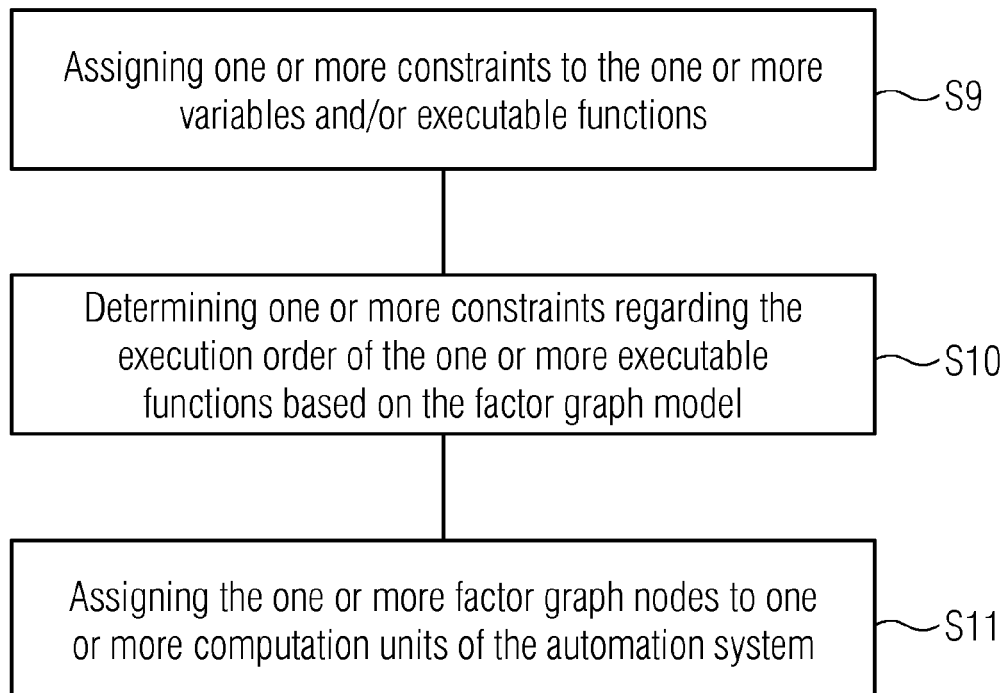 Assigning one or more constraints to the one or more
variables and/or executable functions
S9
Determining one or more constraints regarding the
execution order of the one or more executable
functions based on the factor graph model
S10
Assigning the one or more factor graph nodes to one
or more computation units of the automation system
S11